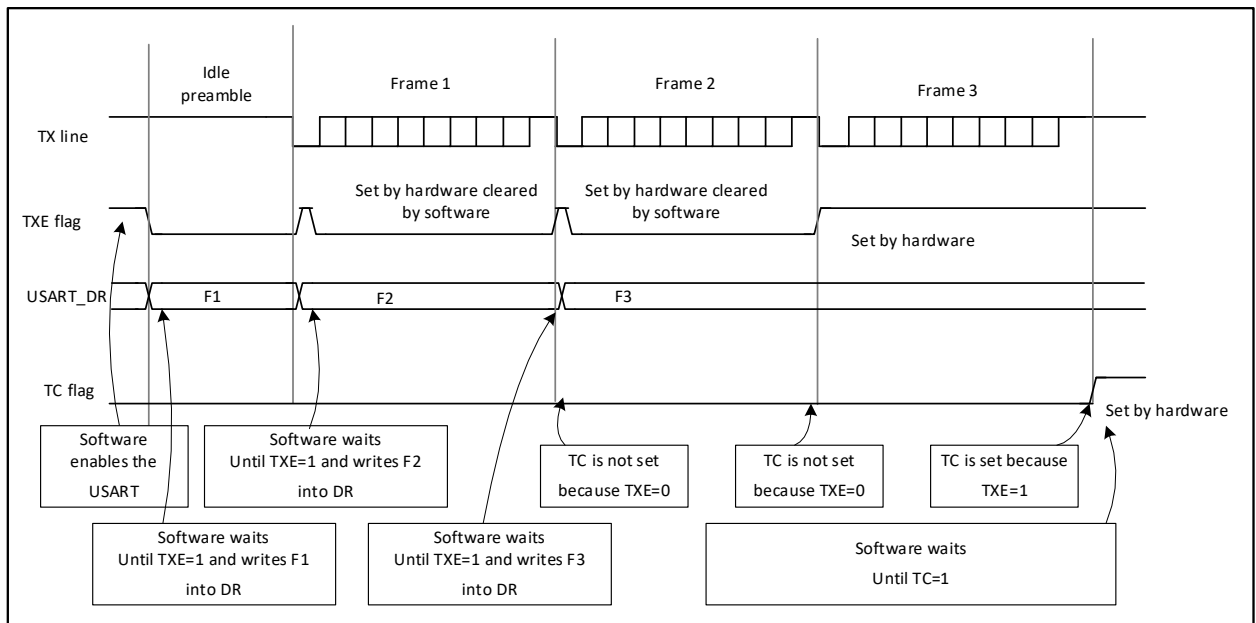 Idle
preamble
Frame 1
Frame 2
Frame 3
TX line
Set by hardware cleared
by software
Set by hardware cleared
by software
TXE flag
Set by hardware
USART_DR
F1
F2
F3
TC flag
Set by hardware
Software
enables the
USART
Software waits
Until TXE=1 and writes F2
into DR
TC is not set
because TXE=0
TC is not set
because TXE=0
TC is set because
TXE=1
Software waits
Until TXE=1 and writes F1
into DR
Software waits
Until TXE=1 and writes F3
into DR
Software waits
Until TC=1